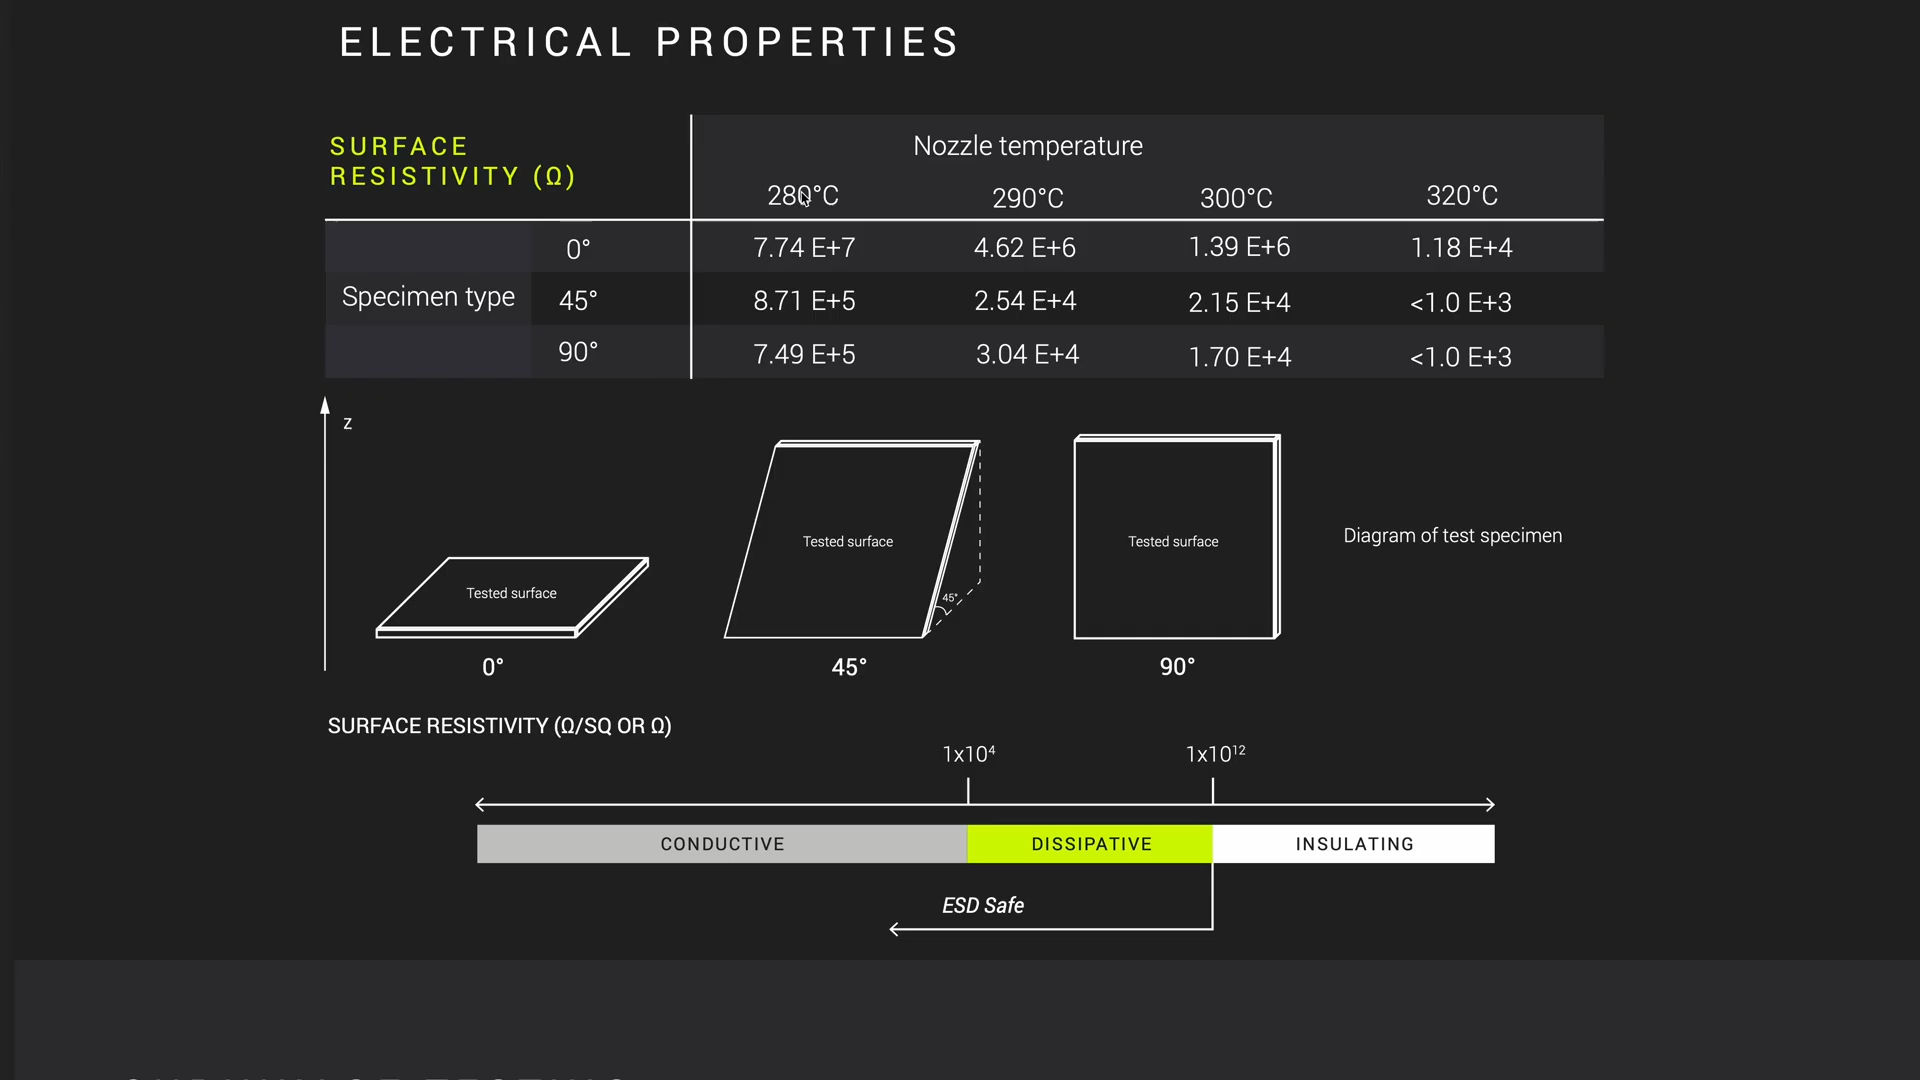 ELECTRICAL PROPERTIES
SURFACE
RESISTIVITY (Ω)
Nozzle temperature
280°C 290°C 300°C 320°C
0° 7.74 E+7 4.62 E+6 1.39 E+6 1.18 E+4
Specimen type 45° 8.71 E+5 2.54 E+4 2.15 E+4 <1.0 E+3
90° 7.49 E+5 3.04 E+4 1.70 E+4 <1.0 E+3
z
Tested surface
Tested surface
Tested surface
Diagram of test specimen
45°
0° 45° 90°
SURFACE RESISTIVITY (Ω/SQ OR Ω)
1x10⁴ 1x10¹²
CONDUCTIVE DISSIPATIVE INSULATING
ESD Safe